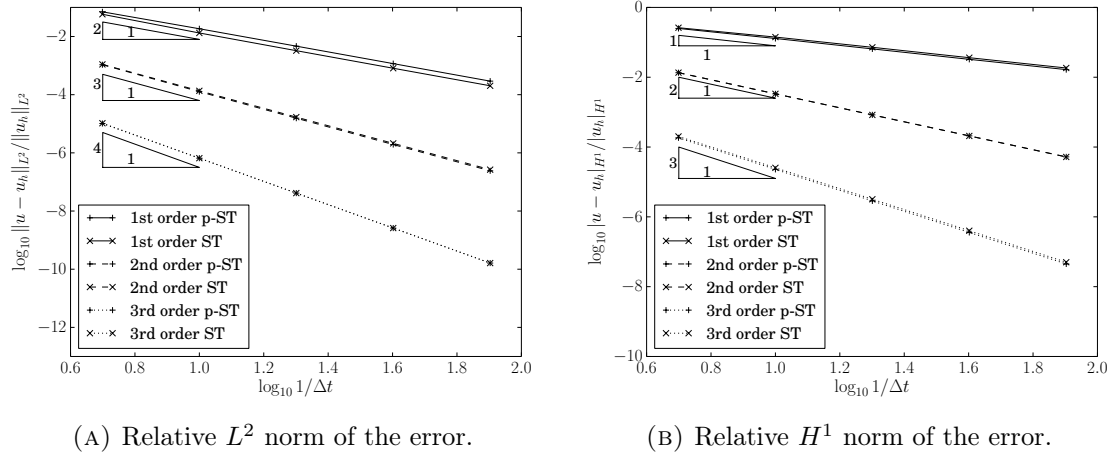 −2
−4
−6
−8
−10
−12
log₁₀ ||u − u_h||_{L²}/||u_h||_{L²}
2
1
3
1
4
1
1st order p-ST
1st order ST
2nd order p-ST
2nd order ST
3rd order p-ST
3rd order ST
0.6 0.8 1.0 1.2 1.4 1.6 1.8 2.0
log₁₀ 1/Δt
(A) Relative L² norm of the error.
0
−2
−4
−6
−8
−10
log₁₀ |u − u_h|_{H¹}/|u_h|_{H¹}
1
1
2
1
3
1
1st order p-ST
1st order ST
2nd order p-ST
2nd order ST
3rd order p-ST
3rd order ST
0.6 0.8 1.0 1.2 1.4 1.6 1.8 2.0
log₁₀ 1/Δt
(B) Relative H¹ norm of the error.